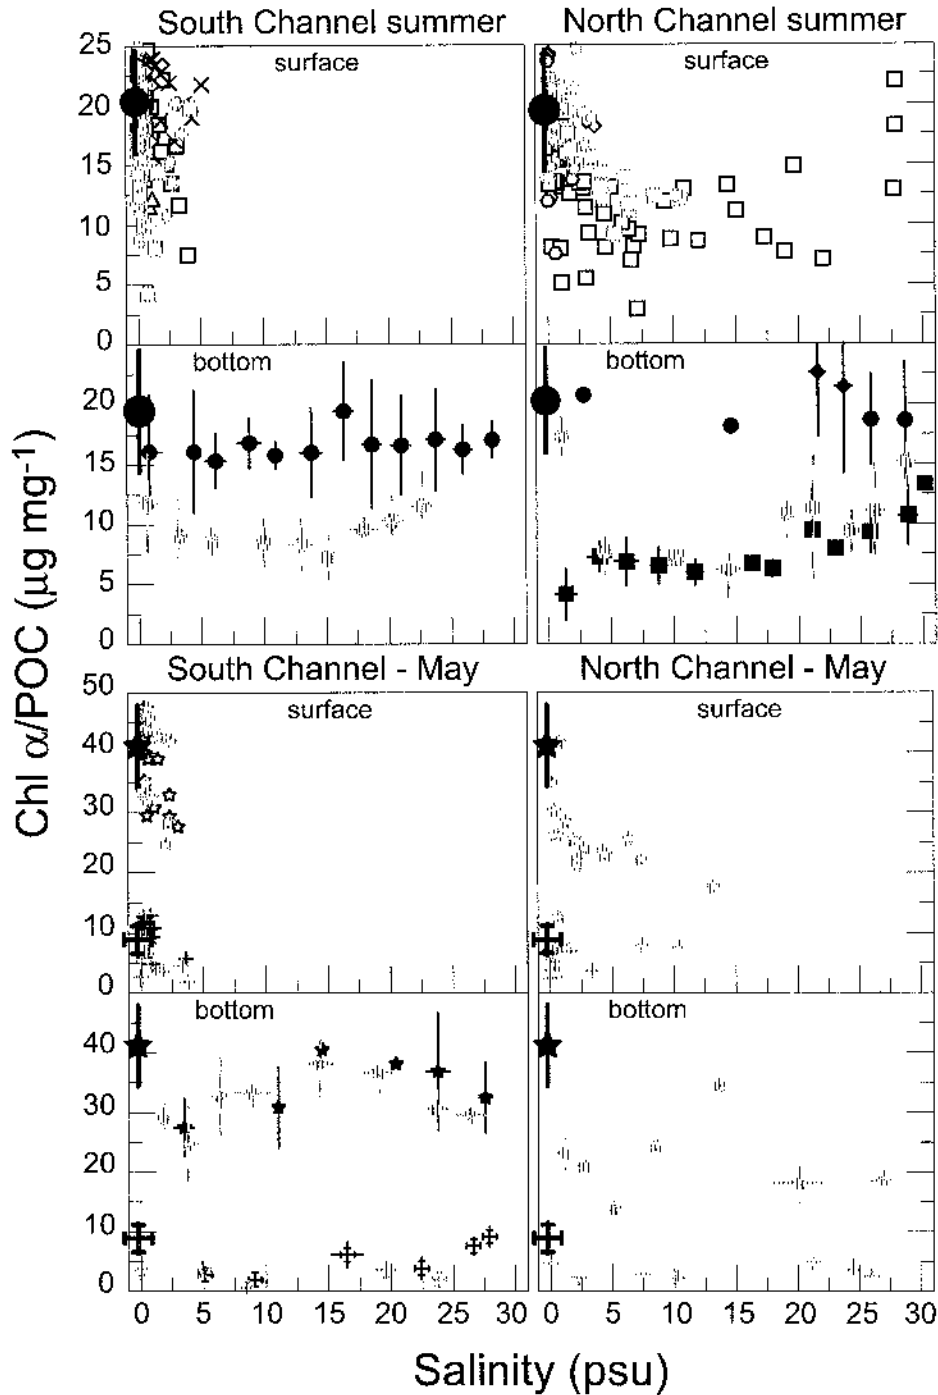 South Channel summer North Channel summer
surface surface
25
20
15
10
5
0
bottom bottom
20
15
10
5
0
South Channel - May North Channel - May
surface surface
50
40
30
20
10
0
bottom bottom
40
30
20
10
0
0 5 10 15 20 25 30 0 5 10 15 20 25 30
Chl α/POC (μg mg⁻¹)
Salinity (psu)